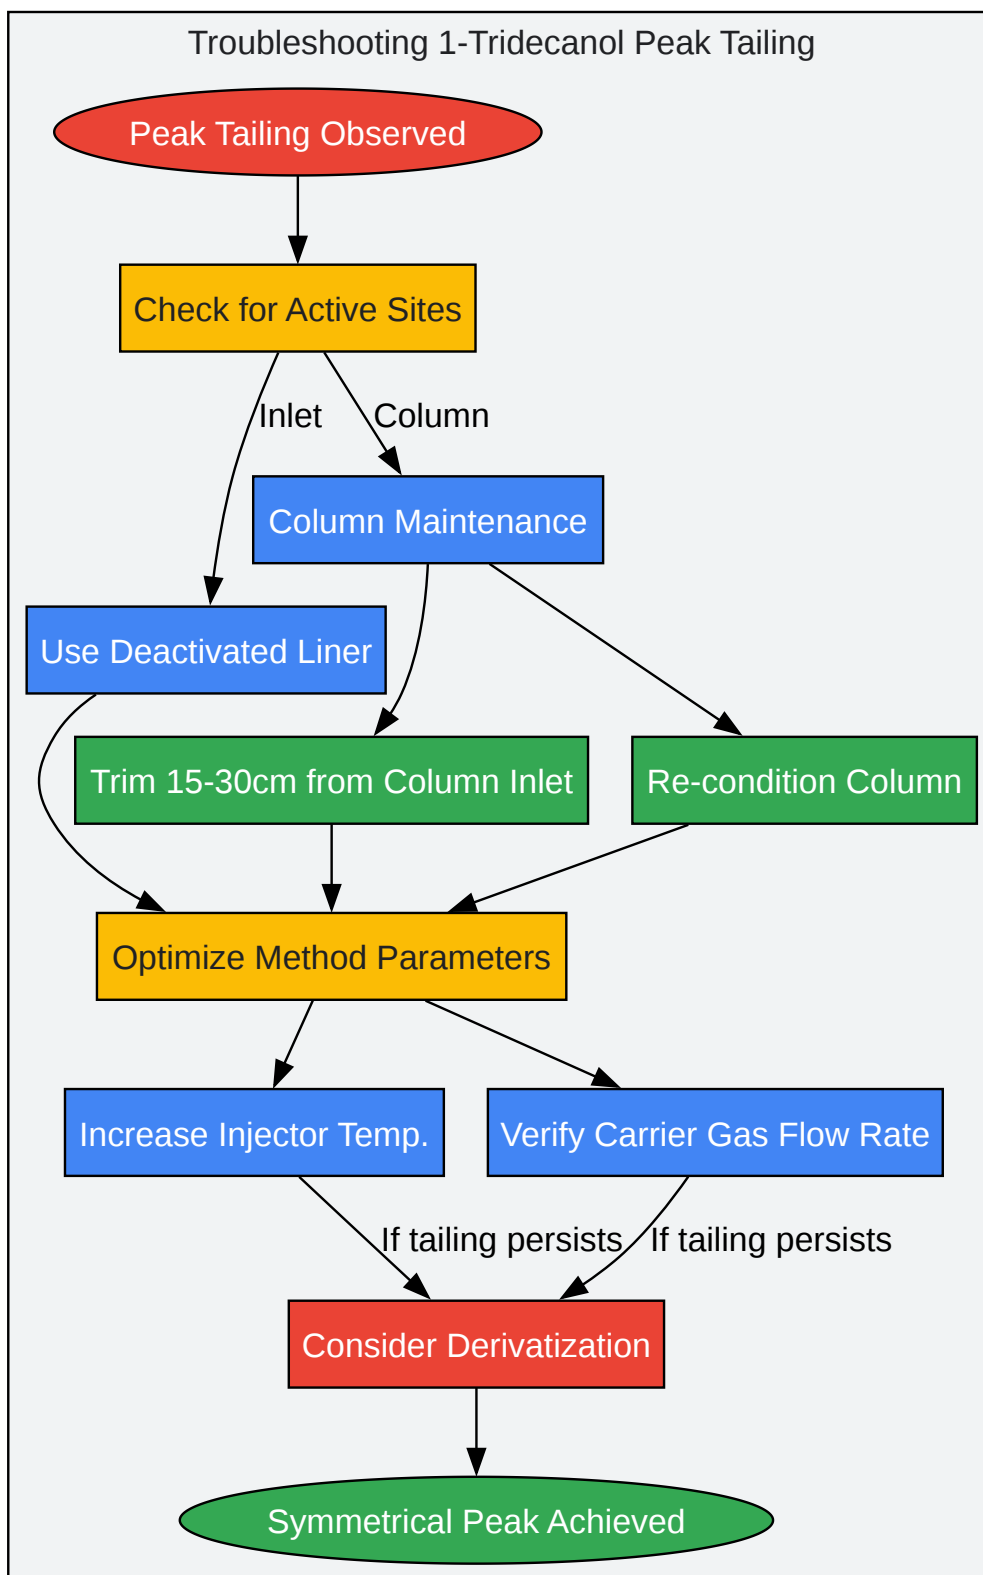 Troubleshooting 1-Tridecanol Peak Tailing
Peak Tailing Observed
Check for Active Sites
Inlet
Column
Column Maintenance
Use Deactivated Liner
Trim 15-30cm from Column Inlet
Re-condition Column
Optimize Method Parameters
Increase Injector Temp.
Verify Carrier Gas Flow Rate
If tailing persists
If tailing persists
Consider Derivatization
Symmetrical Peak Achieved